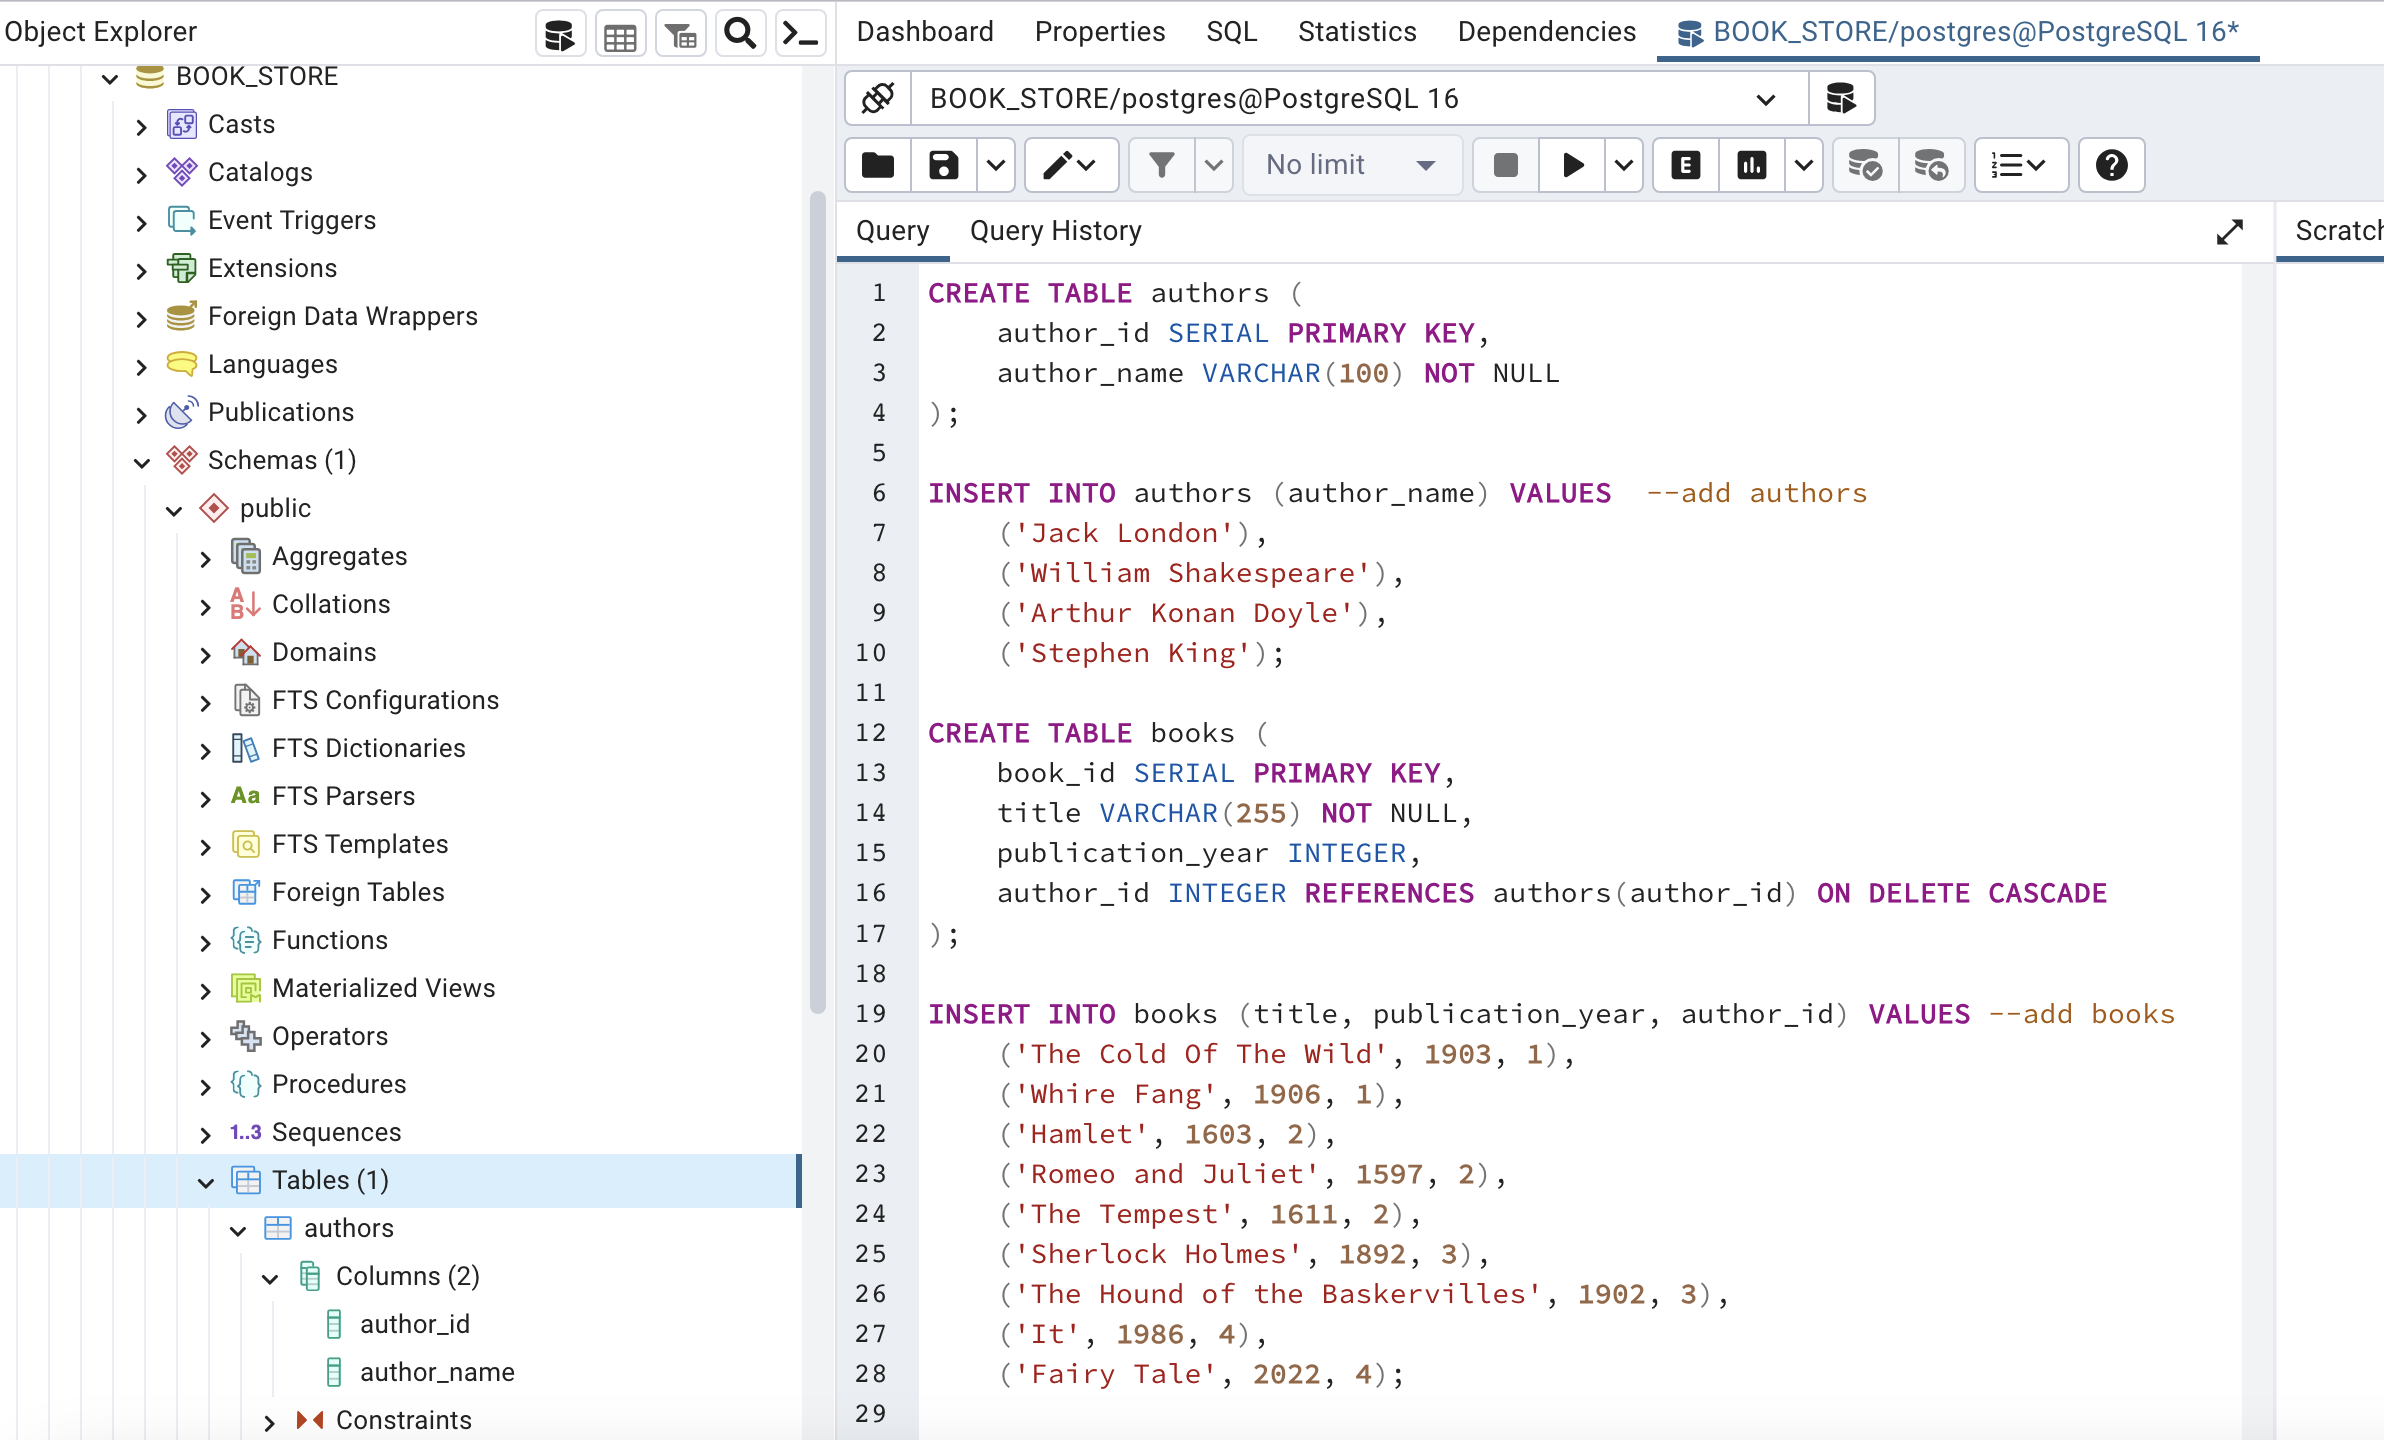 Object Explorer
BOOK_STORE
Casts
Catalogs
Event Triggers
Extensions
Foreign Data Wrappers
Languages
Publications
Schemas (1)
public
Aggregates
Collations
Domains
FTS Configurations
FTS Dictionaries
Aa FTS Parsers
FTS Templates
Foreign Tables
Functions
Materialized Views
Operators
Procedures
1..3 Sequences
Tables (1)
authors
Columns (2)
author_id
author_name
Constraints
Dashboard Properties SQL Statistics Dependencies BOOK_STORE/postgres@PostgreSQL 16*
BOOK_STORE/postgres@PostgreSQL 16
No limit E
Query Query History Scratch
1 CREATE TABLE authors (
2 author_id SERIAL PRIMARY KEY,
3 author_name VARCHAR(100) NOT NULL
4 );
5
6 INSERT INTO authors (author_name) VALUES --add authors
7 ('Jack London'),
8 ('William Shakespeare'),
9 ('Arthur Konan Doyle'),
10 ('Stephen King');
11
12 CREATE TABLE books (
13 book_id SERIAL PRIMARY KEY,
14 title VARCHAR(255) NOT NULL,
15 publication_year INTEGER,
16 author_id INTEGER REFERENCES authors(author_id) ON DELETE CASCADE
17 );
18
19 INSERT INTO books (title, publication_year, author_id) VALUES --add books
20 ('The Cold Of The Wild', 1903, 1),
21 ('Whire Fang', 1906, 1),
22 ('Hamlet', 1603, 2),
23 ('Romeo and Juliet', 1597, 2),
24 ('The Tempest', 1611, 2),
25 ('Sherlock Holmes', 1892, 3),
26 ('The Hound of the Baskervilles', 1902, 3),
27 ('It', 1986, 4),
28 ('Fairy Tale', 2022, 4);
29